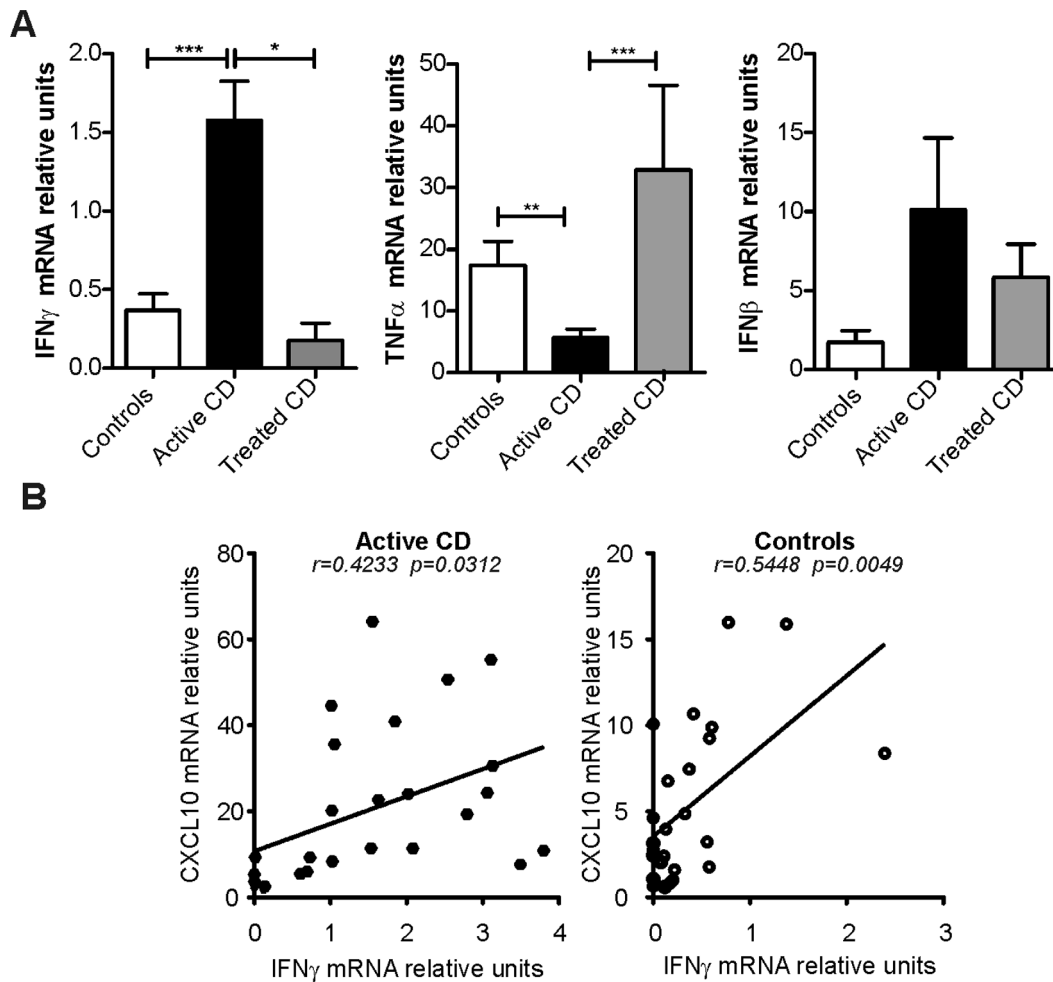 A
IFNγ mRNA relative units
2.0
1.5
1.0
0.5
0.0
***
*
Controls
Active CD
Treated CD
TNFα mRNA relative units
50
40
30
20
10
0
**
***
Controls
Active CD
Treated CD
IFNβ mRNA relative units
20
15
10
5
0
Controls
Active CD
Treated CD
B
Active CD
r=0.4233 p=0.0312
CXCL10 mRNA relative units
80
60
40
20
0
0 1 2 3 4
IFNγ mRNA relative units
Controls
r=0.5448 p=0.0049
CXCL10 mRNA relative units
20
15
10
5
0
0 1 2 3
IFNγ mRNA relative units